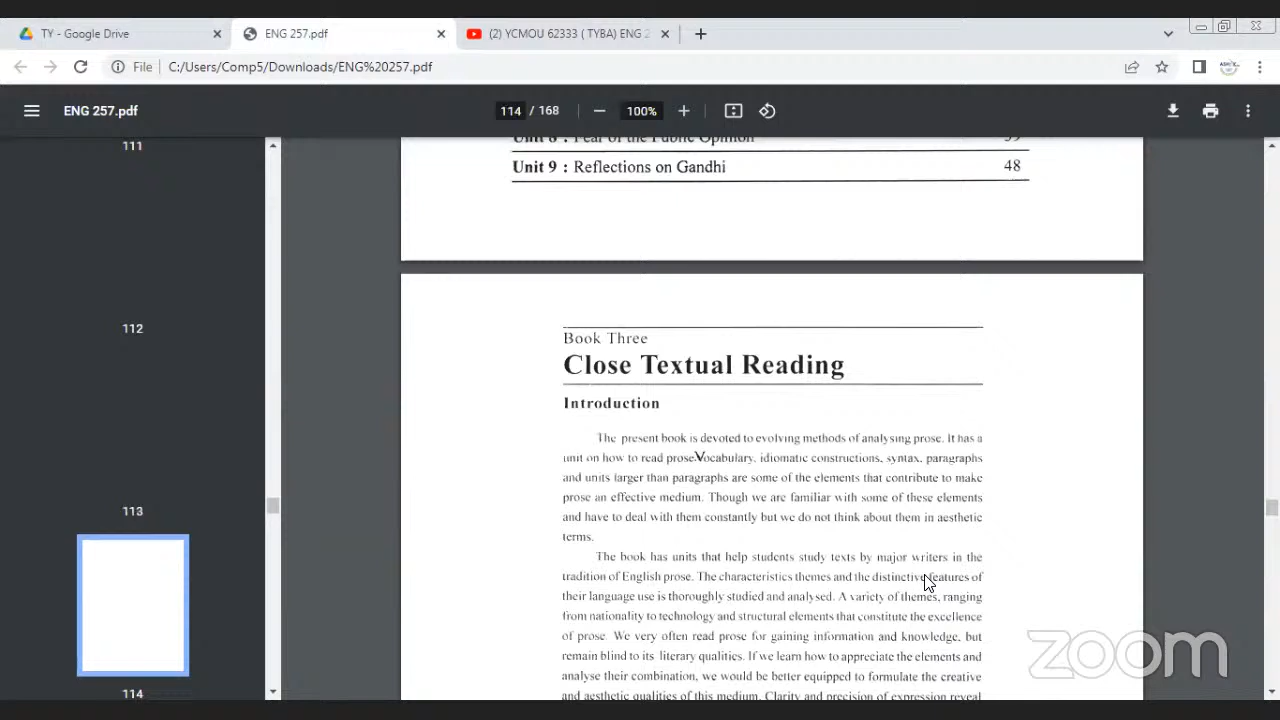 TY - Google Drive
ENG 257.pdf
(2) YCMOU 62333 ( TYBA) ENG 2
File
C:/Users/Comp5/Downloads/ENG%20257.pdf
ENG 257.pdf
114 / 168
100%
111
112
113
114
Unit 8 : Fear of the Public Opinion
Unit 9 : Reflections on Gandhi 48
Book Three
Close Textual Reading
Introduction
The present book is devoted to evolving methods of analysing prose. It has a
unit on how to read prose Vocabulary, idiomatic constructions, syntax, paragraphs
and units larger than paragraphs are some of the elements that contribute to make
prose an effective medium. Though we are familiar with some of these elements
and have to deal with them constantly but we do not think about them in aesthetic
terms.
The book has units that help students study texts by major writers in the
tradition of English prose. The characteristics themes and the distinctive features of
their language use is thoroughly studied and analysed. A variety of themes, ranging
from nationality to technology and structural elements that constitute the excellence
of prose. We very often read prose for gaining information and knowledge, but
remain blind to its literary qualities. If we learn how to appreciate the elements and
analyse their combination, we would be better equipped to formulate the creative
and aesthetic qualities of this medium. Clarity and precision of expression reveal
zoom